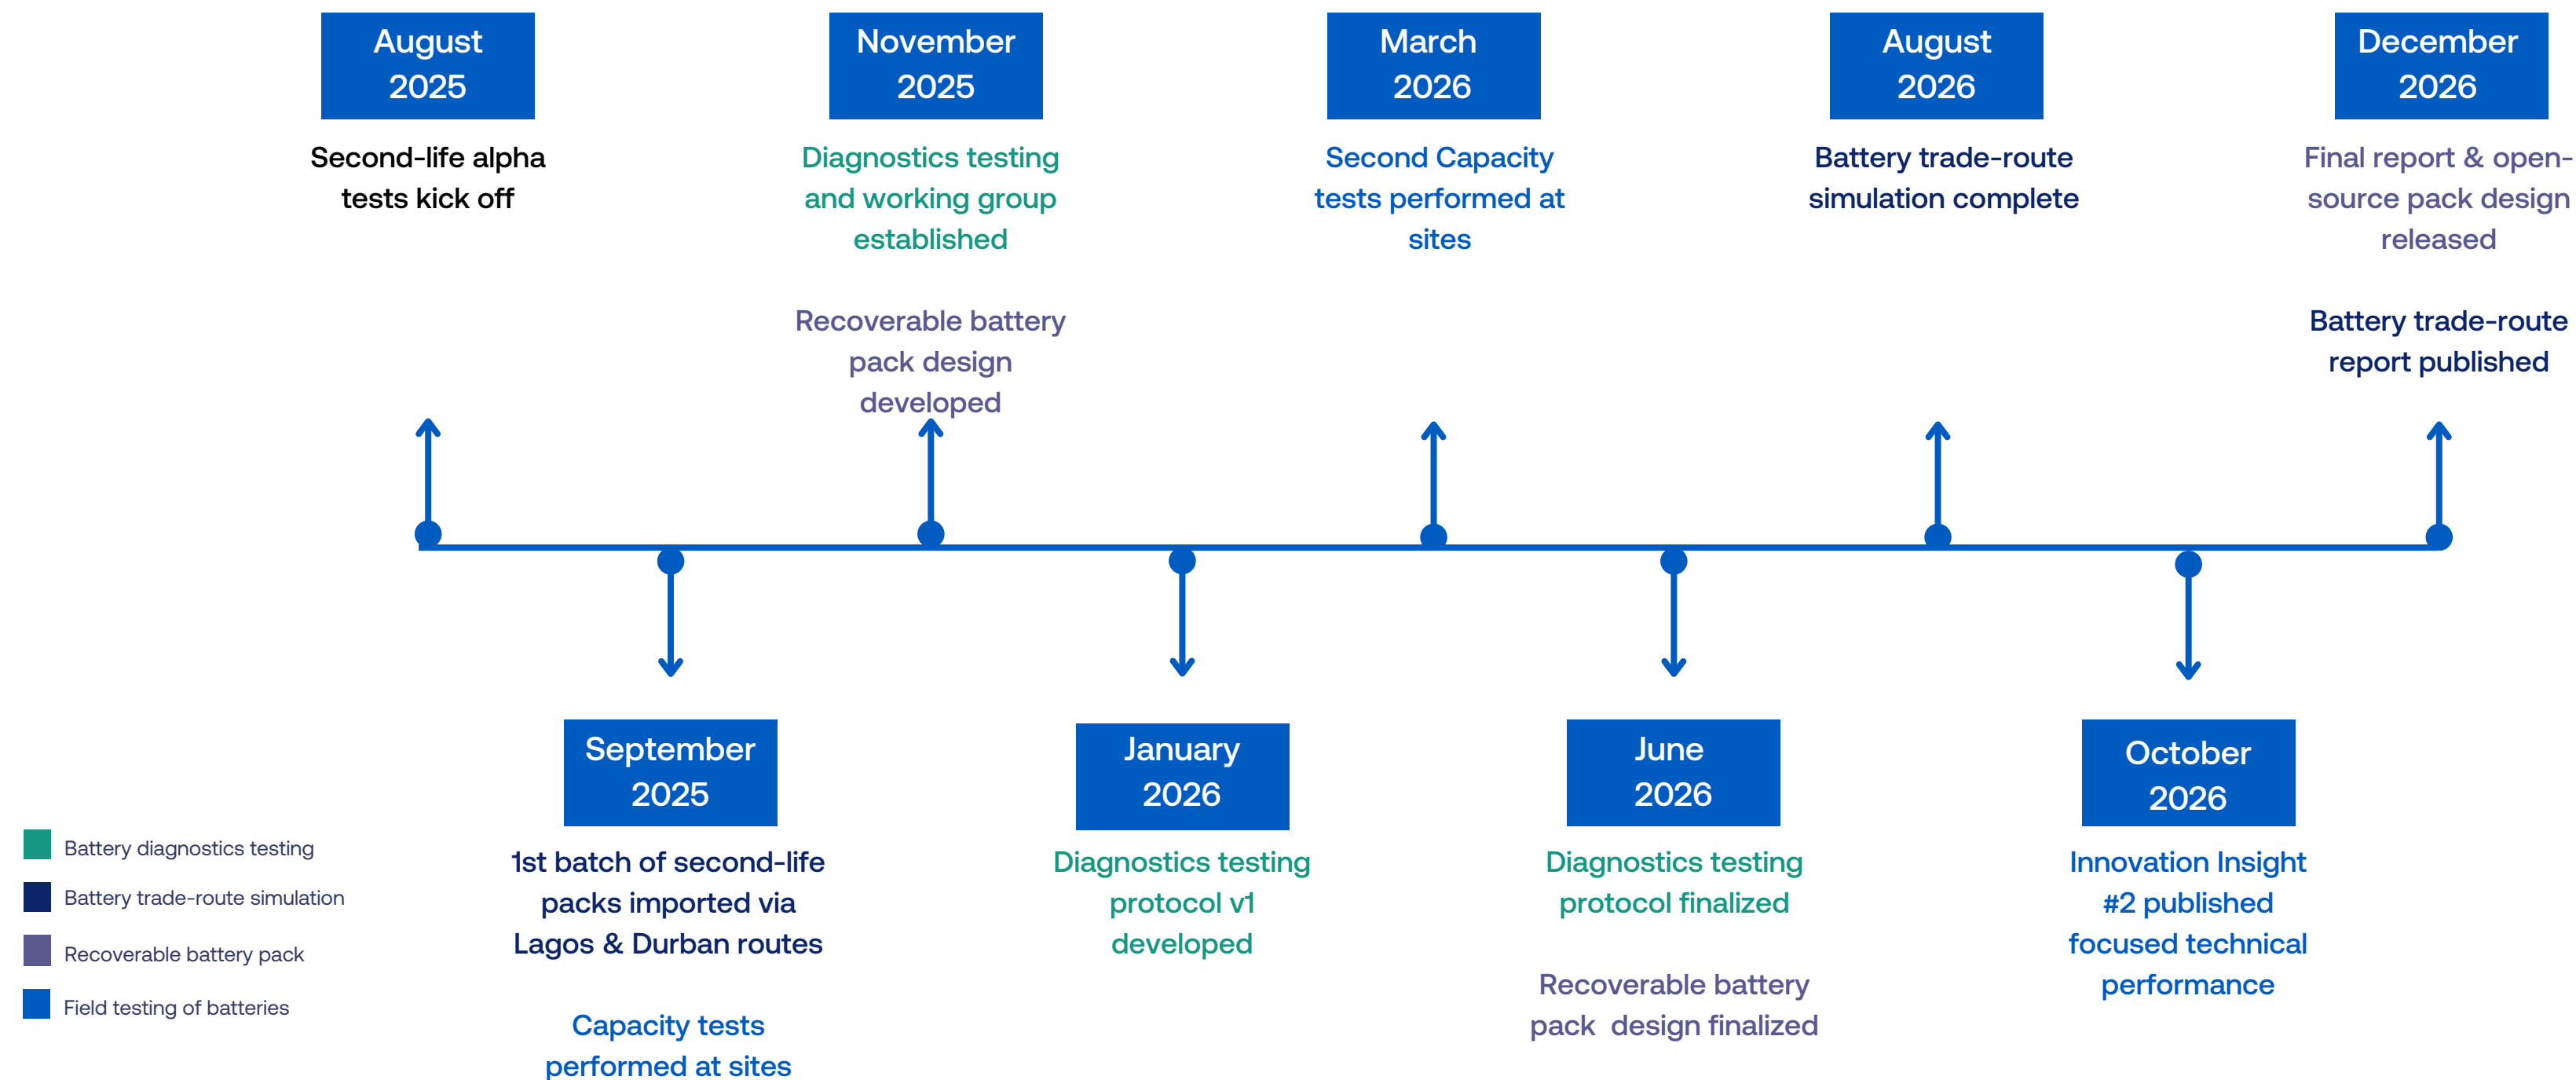 August
2025
Second-life alpha
tests kick off
November
2025
Diagnostics testing
and working group
established
Recoverable battery
pack design
developed
March
2026
Second Capacity
tests performed at
sites
August
2026
Battery trade-route
simulation complete
December
2026
Final report & open-
source pack design
released
Battery trade-route
report published
September
2025
1st batch of second-life
packs imported via
Lagos & Durban routes
Capacity tests
performed at sites
January
2026
Diagnostics testing
protocol v1
developed
June
2026
Diagnostics testing
protocol finalized
Recoverable battery
pack  design finalized
October
2026
Innovation Insight
#2 published
focused technical
performance
Battery diagnostics testing
Battery trade-route simulation
Recoverable battery pack
Field testing of batteries